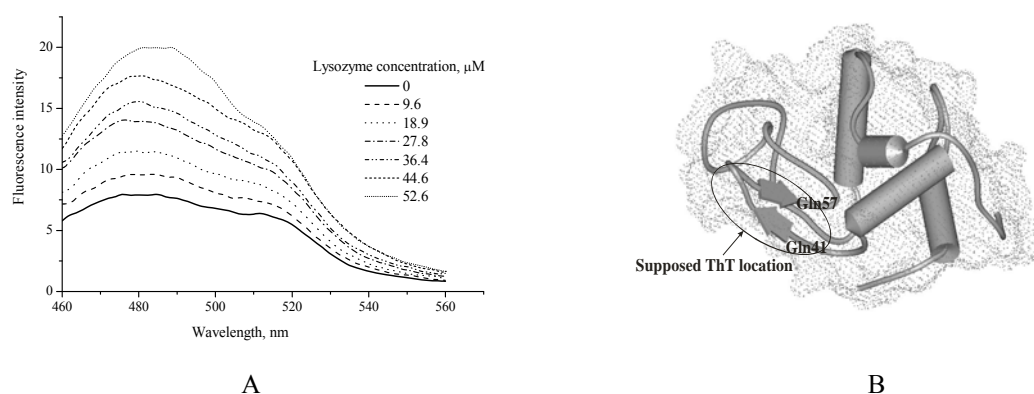 20
15
10
5
0
Fluorescence intensity
460
480
500
520
540
560
Wavelength, nm
Lysozyme concentration, μM
0
9.6
18.9
27.8
36.4
44.6
52.6
A
Gln57
Gln41
Supposed ThT location
B